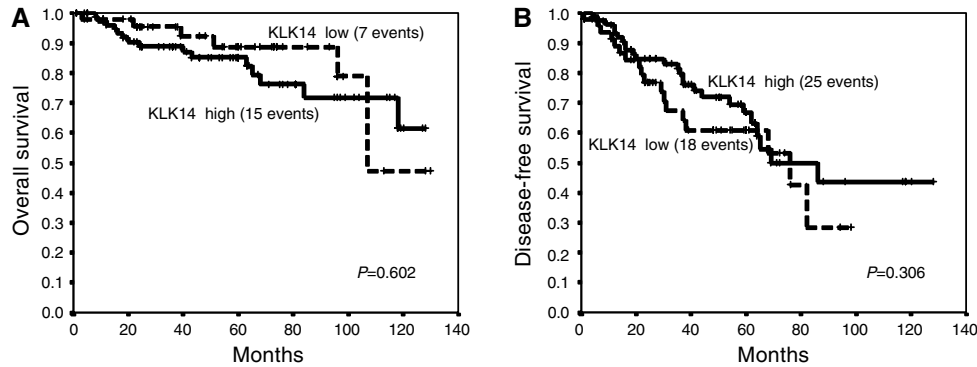 A
Overall survival
1.0
0.9
0.8
0.7
0.6
0.5
0.4
0.3
0.2
0.1
0.0
KLK14 low (7 events)
KLK14 high (15 events)
P=0.602
0 20 40 60 80 100 120 140
Months
B
Disease-free survival
1.0
0.9
0.8
0.7
0.6
0.5
0.4
0.3
0.2
0.1
0.0
KLK14 high (25 events)
KLK14 low (18 events)
P=0.306
0 20 40 60 80 100 120 140
Months